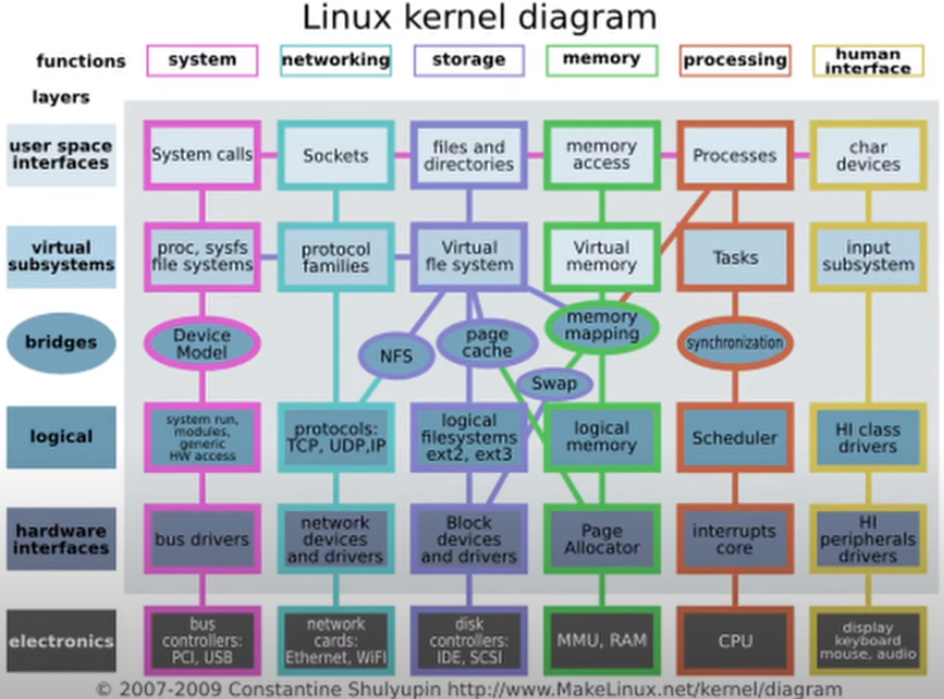 Linux kernel diagram
functions
system
networking
storage
memory
processing
human
interface
layers
user space
interfaces
System calls
Sockets
files and
directories
memory
access
Processes
char
devices
virtual
subsystems
proc, sysfs
file systems
protocol
families
Virtual
fle system
Virtual
memory
Tasks
input
subsystem
bridges
Device
Model
NFS
page
cache
memory
mapping
synchronization
Swap
logical
system run,
modules,
generic
HW access
protocols:
TCP, UDP,IP
logical
filesystems
ext2, ext3
logical
memory
Scheduler
HI class
drivers
hardware
interfaces
bus drivers
network
devices
and drivers
Block
devices
and drivers
Page
Allocator
interrupts
core
HI
peripherals
drivers
electronics
bus
controllers:
PCI, USB
network
cards:
Ethernet, WiFI
disk
controllers:
IDE, SCSI
MMU, RAM
CPU
display
keyboard
mouse, audio
© 2007-2009 Constantine Shulyupin http://www.MakeLinux.net/kernel/diagram